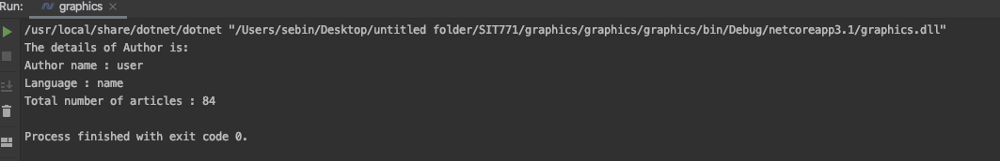 Run: graphics
/usr/local/share/dotnet/dotnet "/Users/sebin/Desktop/untitled folder/SIT771/graphics/graphics/graphics/bin/Debug/netcoreapp3.1/graphics.dll"
The details of Author is:
Author name : user
Language : name
Total number of articles : 84
Process finished with exit code 0.